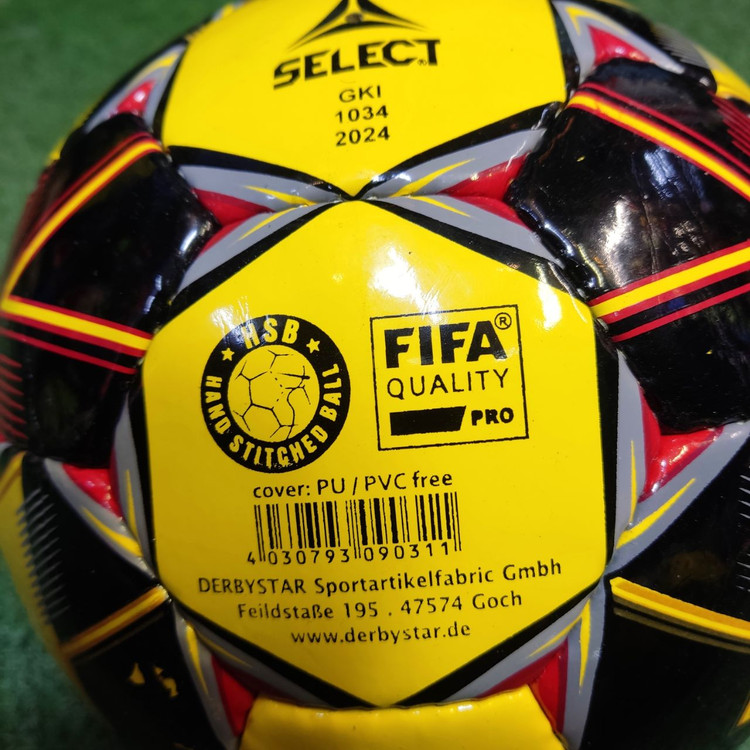 SELECT®
GKI
1034
2024
HSB
HAND STITCHED BALL
FIFA®
QUALITY
PRO
cover: PU / PVC free
4 030793 090311
DERBYSTAR Sportartikelfabric Gmbh
Feildstaße 195 . 47574 Goch
www.derbystar.de